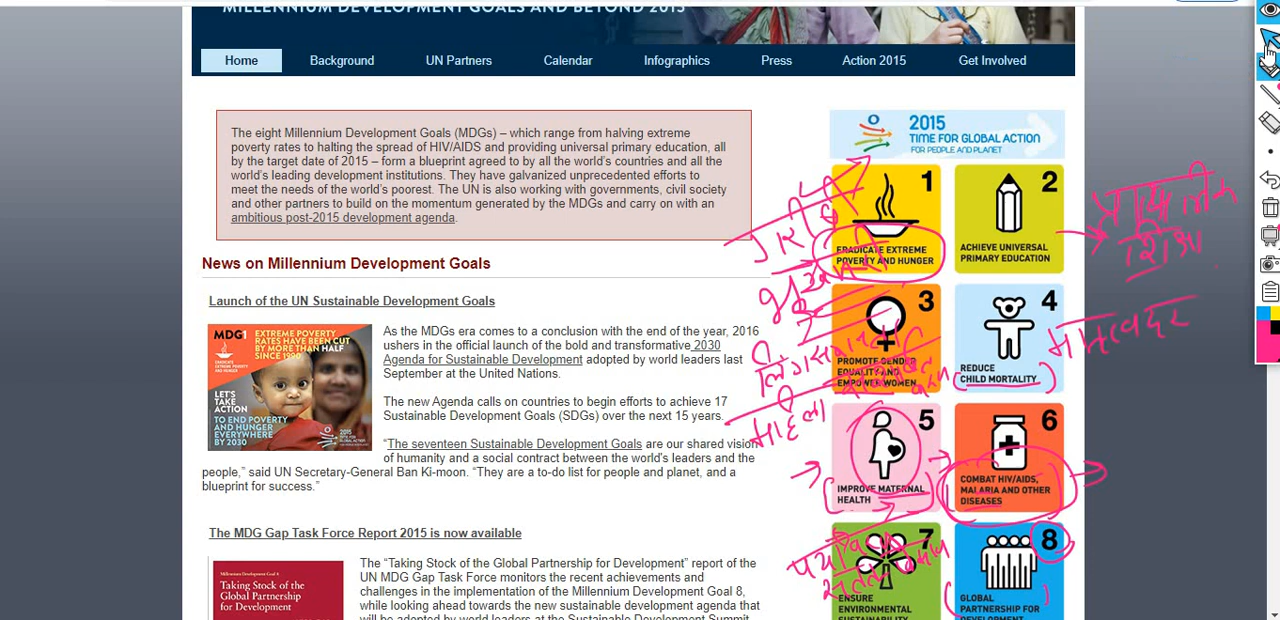 MILLENNIUM DEVELOPMENT GOALS AND BEYOND 2015
Home Background UN Partners Calendar Infographics Press Action 2015 Get Involved
The eight Millennium Development Goals (MDGs) – which range from halving extreme
poverty rates to halting the spread of HIV/AIDS and providing universal primary education, all
by the target date of 2015 – form a blueprint agreed to by all the world's countries and all the
world's leading development institutions. They have galvanized unprecedented efforts to
meet the needs of the world's poorest. The UN is also working with governments, civil society
and other partners to build on the momentum generated by the MDGs and carry on with an
ambitious post-2015 development agenda.
News on Millennium Development Goals
Launch of the UN Sustainable Development Goals
MDG1 EXTREME POVERTY
RATES HAVE BEEN CUT
BY MORE THAN HALF
SINCE 1990
LET'S
TAKE
ACTION
TO END POVERTY
AND HUNGER
EVERYWHERE
BY 2030
As the MDGs era comes to a conclusion with the end of the year, 2016
ushers in the official launch of the bold and transformative 2030
Agenda for Sustainable Development adopted by world leaders last
September at the United Nations.
The new Agenda calls on countries to begin efforts to achieve 17
Sustainable Development Goals (SDGs) over the next 15 years.
“The seventeen Sustainable Development Goals are our shared vision
of humanity and a social contract between the world's leaders and the
people,” said UN Secretary-General Ban Ki-moon. “They are a to-do list for people and planet, and a
blueprint for success.”
The MDG Gap Task Force Report 2015 is now available
Taking Stock of the
Global Partnership
for Development
The “Taking Stock of the Global Partnership for Development” report of the
UN MDG Gap Task Force monitors the recent achievements and
challenges in the implementation of the Millennium Development Goal 8,
while looking ahead towards the new sustainable development agenda that
will be adopted by world leaders at the Sustainable Development Summit
2015
TIME FOR GLOBAL ACTION
FOR PEOPLE AND PLANET
1
ERADICATE EXTREME
POVERTY AND HUNGER
2
ACHIEVE UNIVERSAL
PRIMARY EDUCATION
3
PROMOTE GENDER
EQUALITY AND
EMPOWER WOMEN
4
REDUCE
CHILD MORTALITY
5
IMPROVE MATERNAL
HEALTH
6
COMBAT HIV/AIDS,
MALARIA AND OTHER
DISEASES
7
ENSURE
ENVIRONMENTAL
SUSTAINABILITY
8
GLOBAL
PARTNERSHIP FOR
DEVELOPMENT
गरीबी
भुखमरी